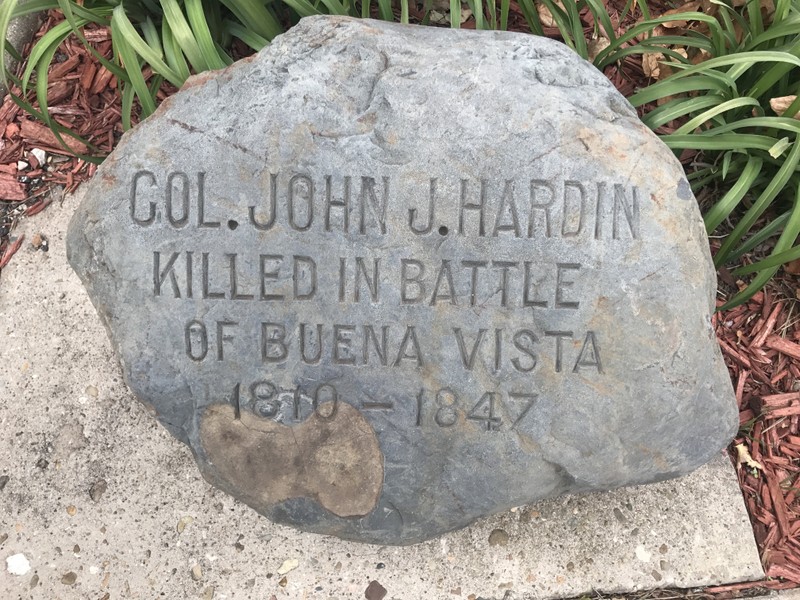 COL. JOHN J. HARDIN
KILLED IN BATTLE
OF BUENA VISTA
1810 - 1847